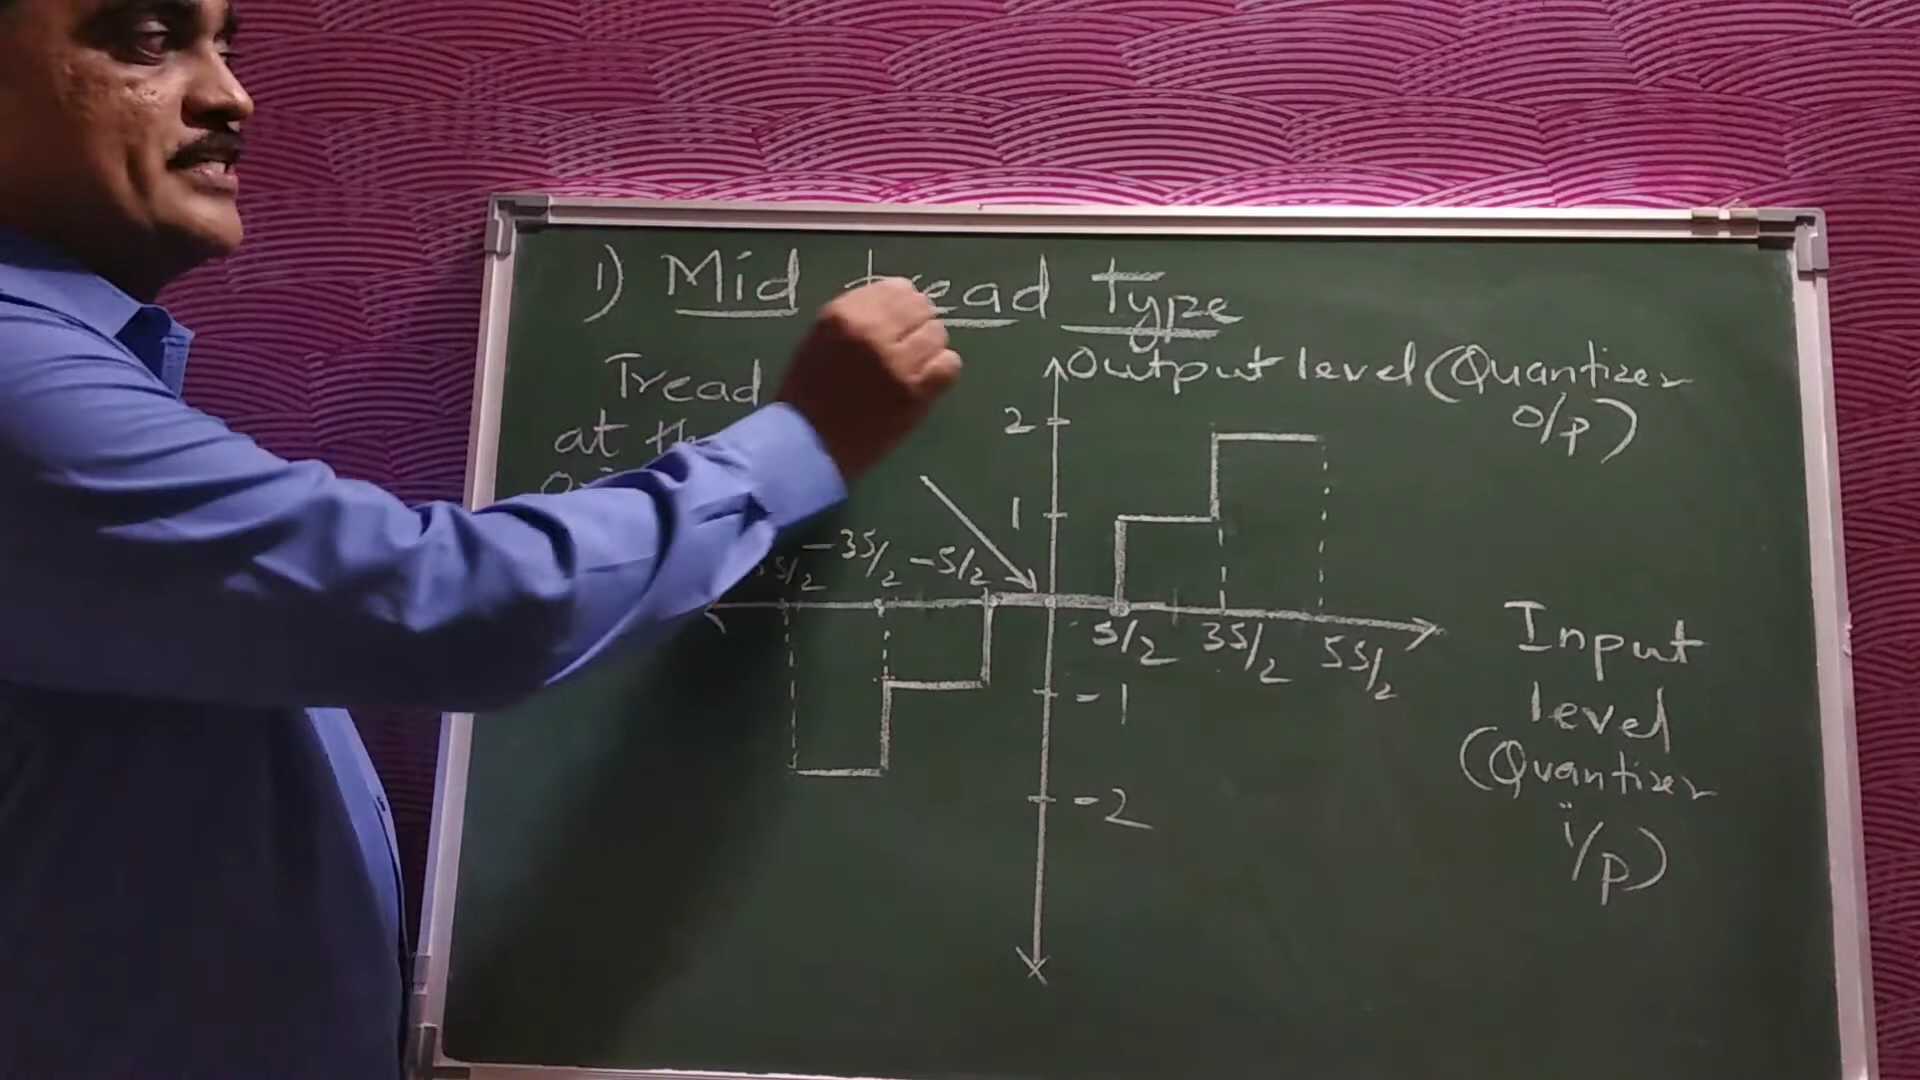 1) Mid tread Type
Tread
at
Output level (Quantizer
o/p)
2
1
-3S/2 -S/2
S/2 3S/2 5S/2
-1
-2
Input
level
(Quantizer
i/p)